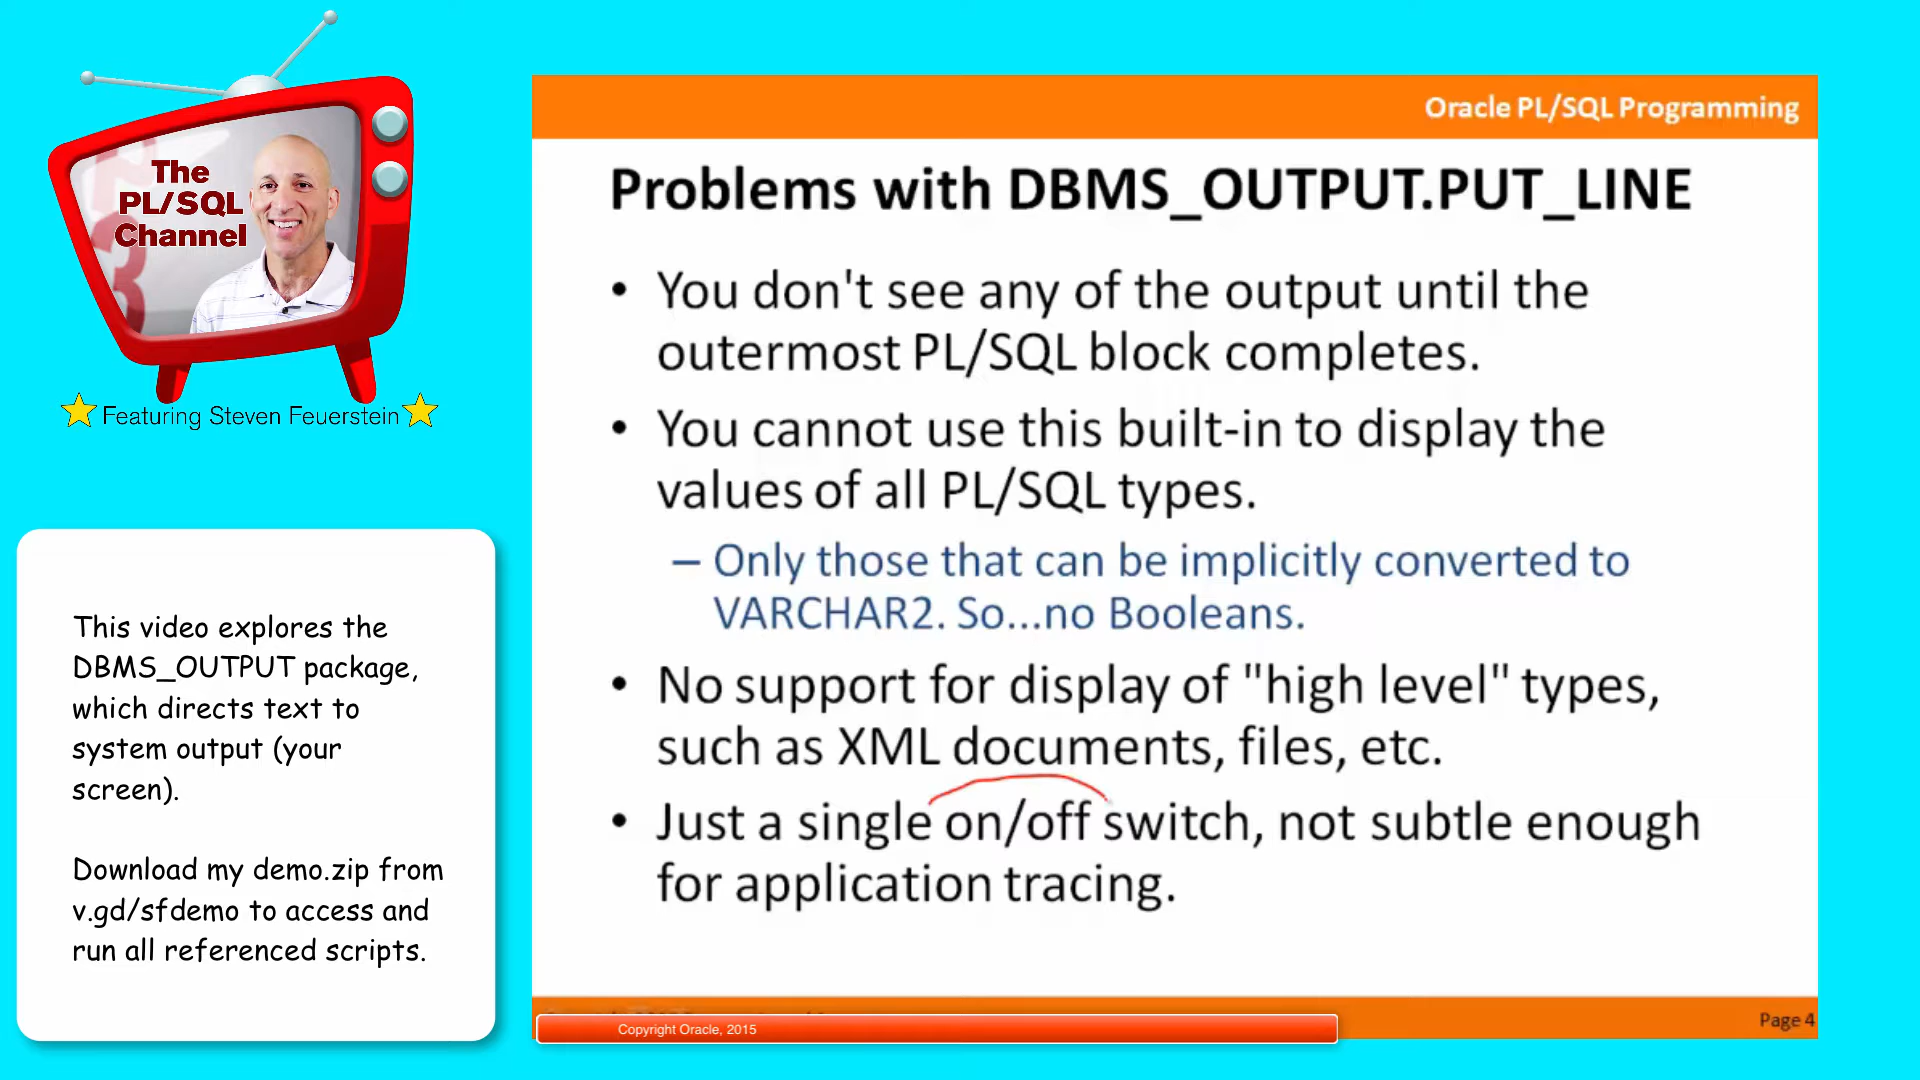 The
PL/SQL
Channel
Featuring Steven Feuerstein
This video explores the
DBMS_OUTPUT package,
which directs text to
system output (your
screen).
Download my demo.zip from
v.gd/sfdemo to access and
run all referenced scripts.
Oracle PL/SQL Programming
Problems with DBMS_OUTPUT.PUT_LINE
• You don't see any of the output until the
outermost PL/SQL block completes.
• You cannot use this built-in to display the
values of all PL/SQL types.
– Only those that can be implicitly converted to
VARCHAR2. So...no Booleans.
• No support for display of "high level" types,
such as XML documents, files, etc.
• Just a single on/off switch, not subtle enough
for application tracing.
Copyright Oracle, 2015
Page 4